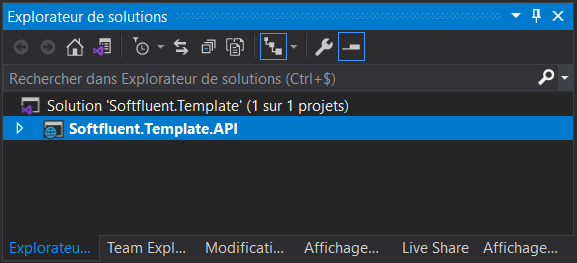 Explorateur de solutions
Rechercher dans Explorateur de solutions (Ctrl+$)
Solution 'Softfluent.Template' (1 sur 1 projets)
Softfluent.Template.API
Explorateu... Team Expl... Modificati... Affichage... Live Share Affichage...